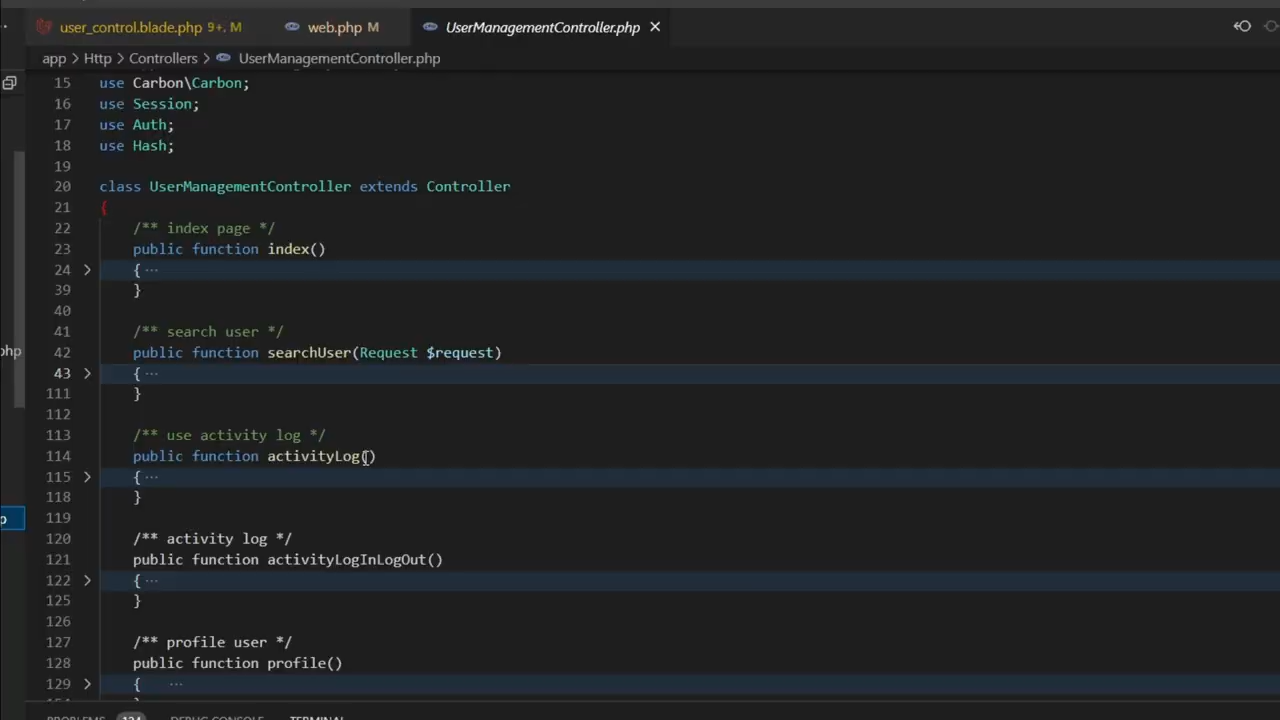 user_control.blade.php 9+, M
web.php M
UserManagementController.php
app > Http > Controllers > UserManagementController.php
15 use Carbon\Carbon;
16 use Session;
17 use Auth;
18 use Hash;
19
20 class UserManagementController extends Controller
21 {
22 /** index page */
23 public function index()
24 { ...
39 }
40
41 /** search user */
42 public function searchUser(Request $request)
43 { ...
111 }
112
113 /** use activity log */
114 public function activityLog()
115 { ...
118 }
119
120 /** activity log */
121 public function activityLogInLogOut()
122 { ...
125 }
126
127 /** profile user */
128 public function profile()
129 { ...
php
p
PROBLEMS 124 DEBUG CONSOLE TERMINAL